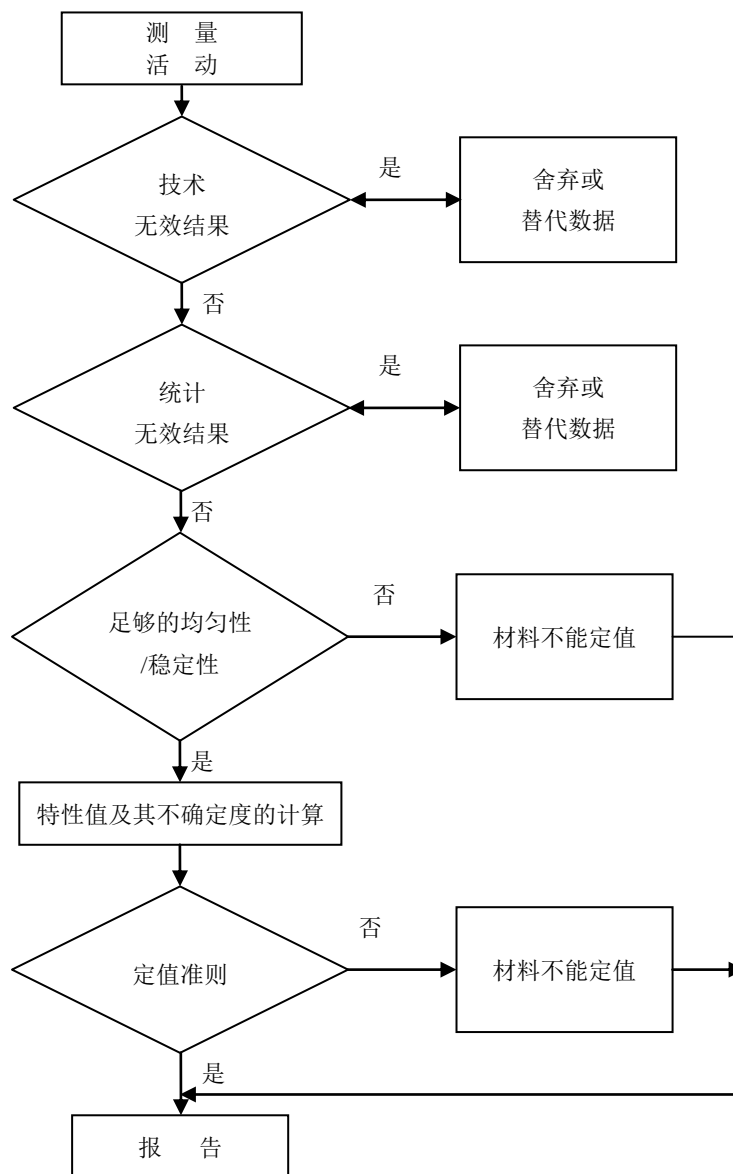 测 量
活 动
是
技术
无效结果
舍弃或
替代数据
否
是
统计
无效结果
舍弃或
替代数据
否
否
足够的均匀性
/稳定性
材料不能定值
是
特性值及其不确定度的计算
否
定值准则
材料不能定值
是
报 告